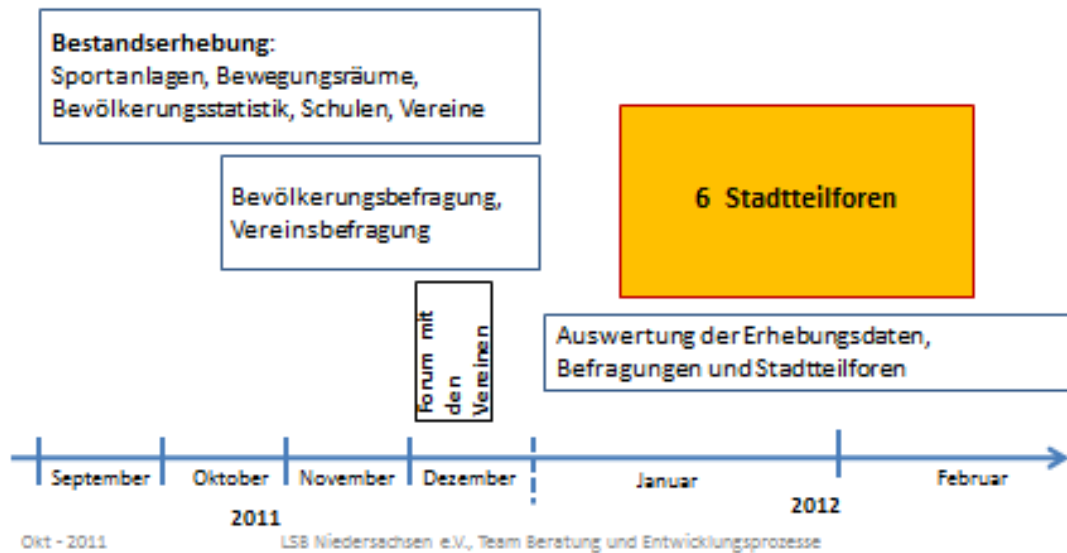 Bestandserhebung:
Sportanlagen, Bewegungsräume,
Bevölkerungsstatistik, Schulen, Vereine
Bevölkerungsbefragung,
Vereinsbefragung
6 Stadtteilforen
Forum mit
den
Vereinen
Auswertung der Erhebungsdaten,
Befragungen und Stadtteilforen
September Oktober November Dezember Januar Februar
2011 2012
Okt - 2011 LSB Niedersachsen e.V., Team Beratung und Entwicklungsprozesse